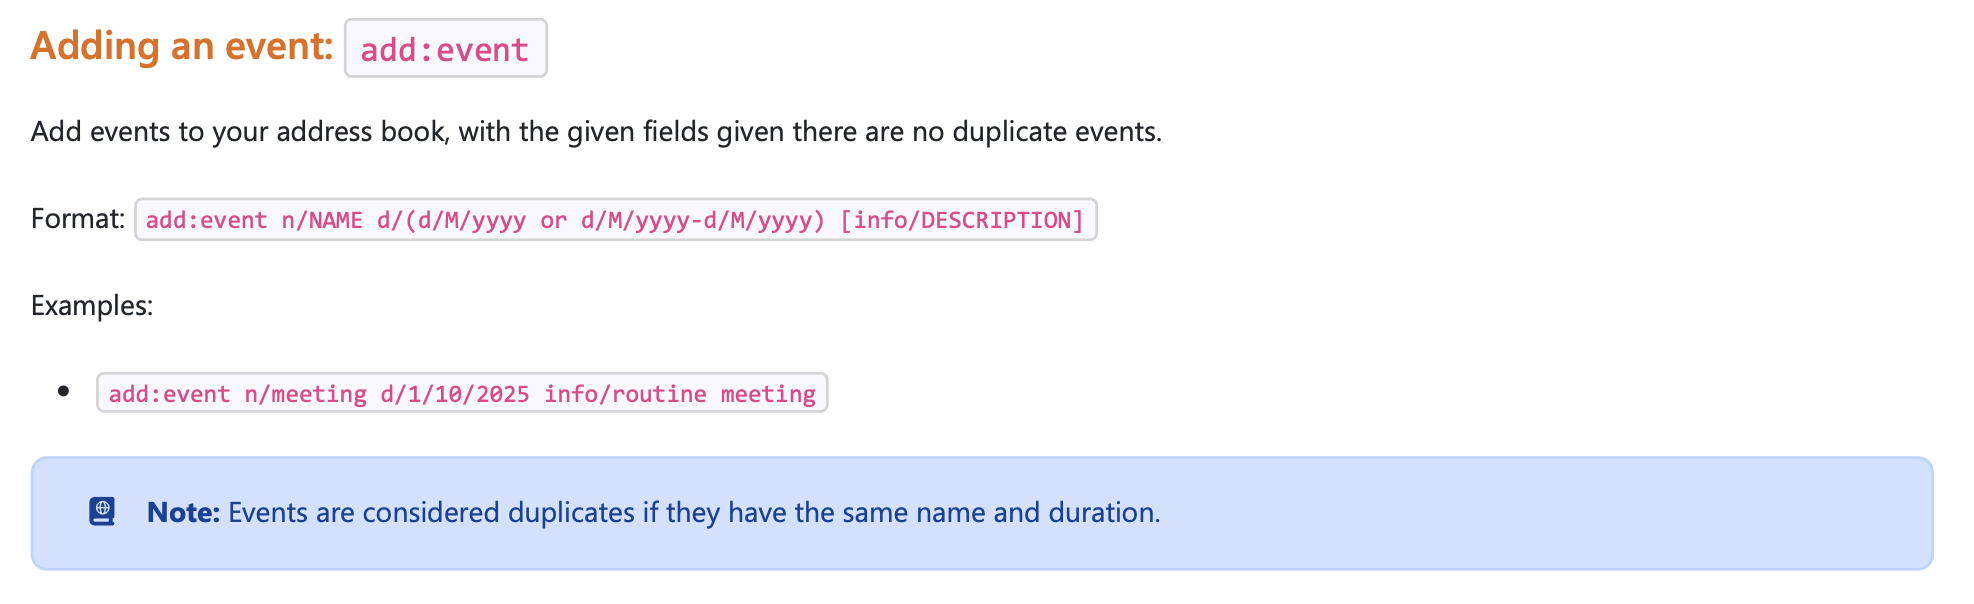 Adding an event: add:event
Add events to your address book, with the given fields given there are no duplicate events.
Format: add:event n/NAME d/(d/M/yyyy or d/M/yyyy-d/M/yyyy) [info/DESCRIPTION]
Examples:
• add:event n/meeting d/1/10/2025 info/routine meeting
Note: Events are considered duplicates if they have the same name and duration.